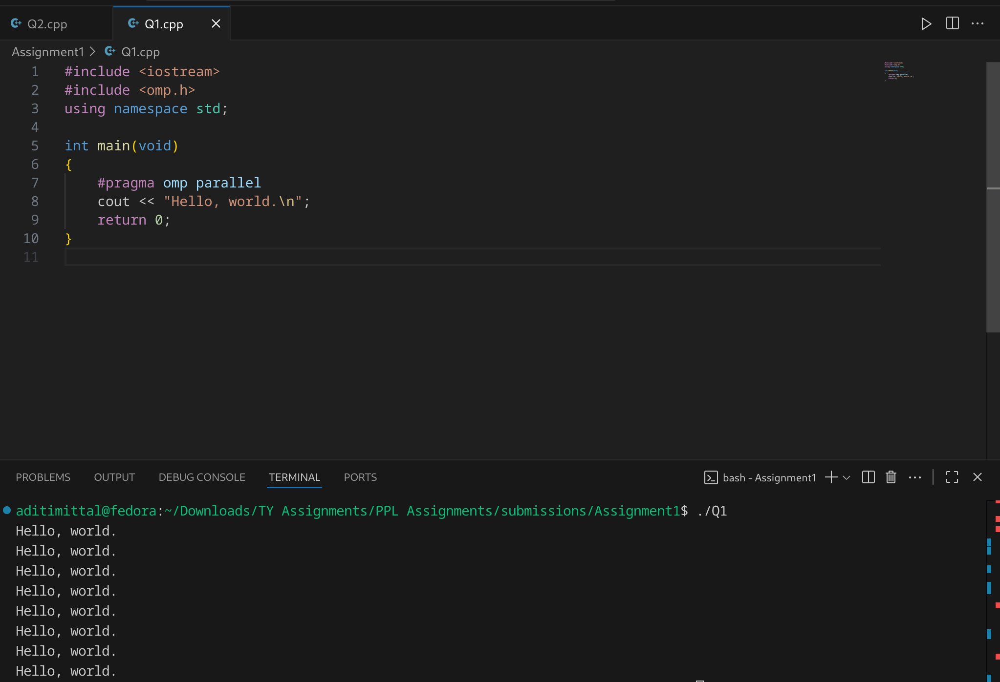 Q2.cpp
Q1.cpp
Assignment1 > Q1.cpp
1 #include <iostream>
2 #include <omp.h>
3 using namespace std;
4
5 int main(void)
6 {
7     #pragma omp parallel
8     cout << "Hello, world.\n";
9     return 0;
10 }
11
PROBLEMS OUTPUT DEBUG CONSOLE TERMINAL PORTS bash - Assignment1
aditimittal@fedora:~/Downloads/TY Assignments/PPL Assignments/submissions/Assignment1$ ./Q1
Hello, world.
Hello, world.
Hello, world.
Hello, world.
Hello, world.
Hello, world.
Hello, world.
Hello, world.